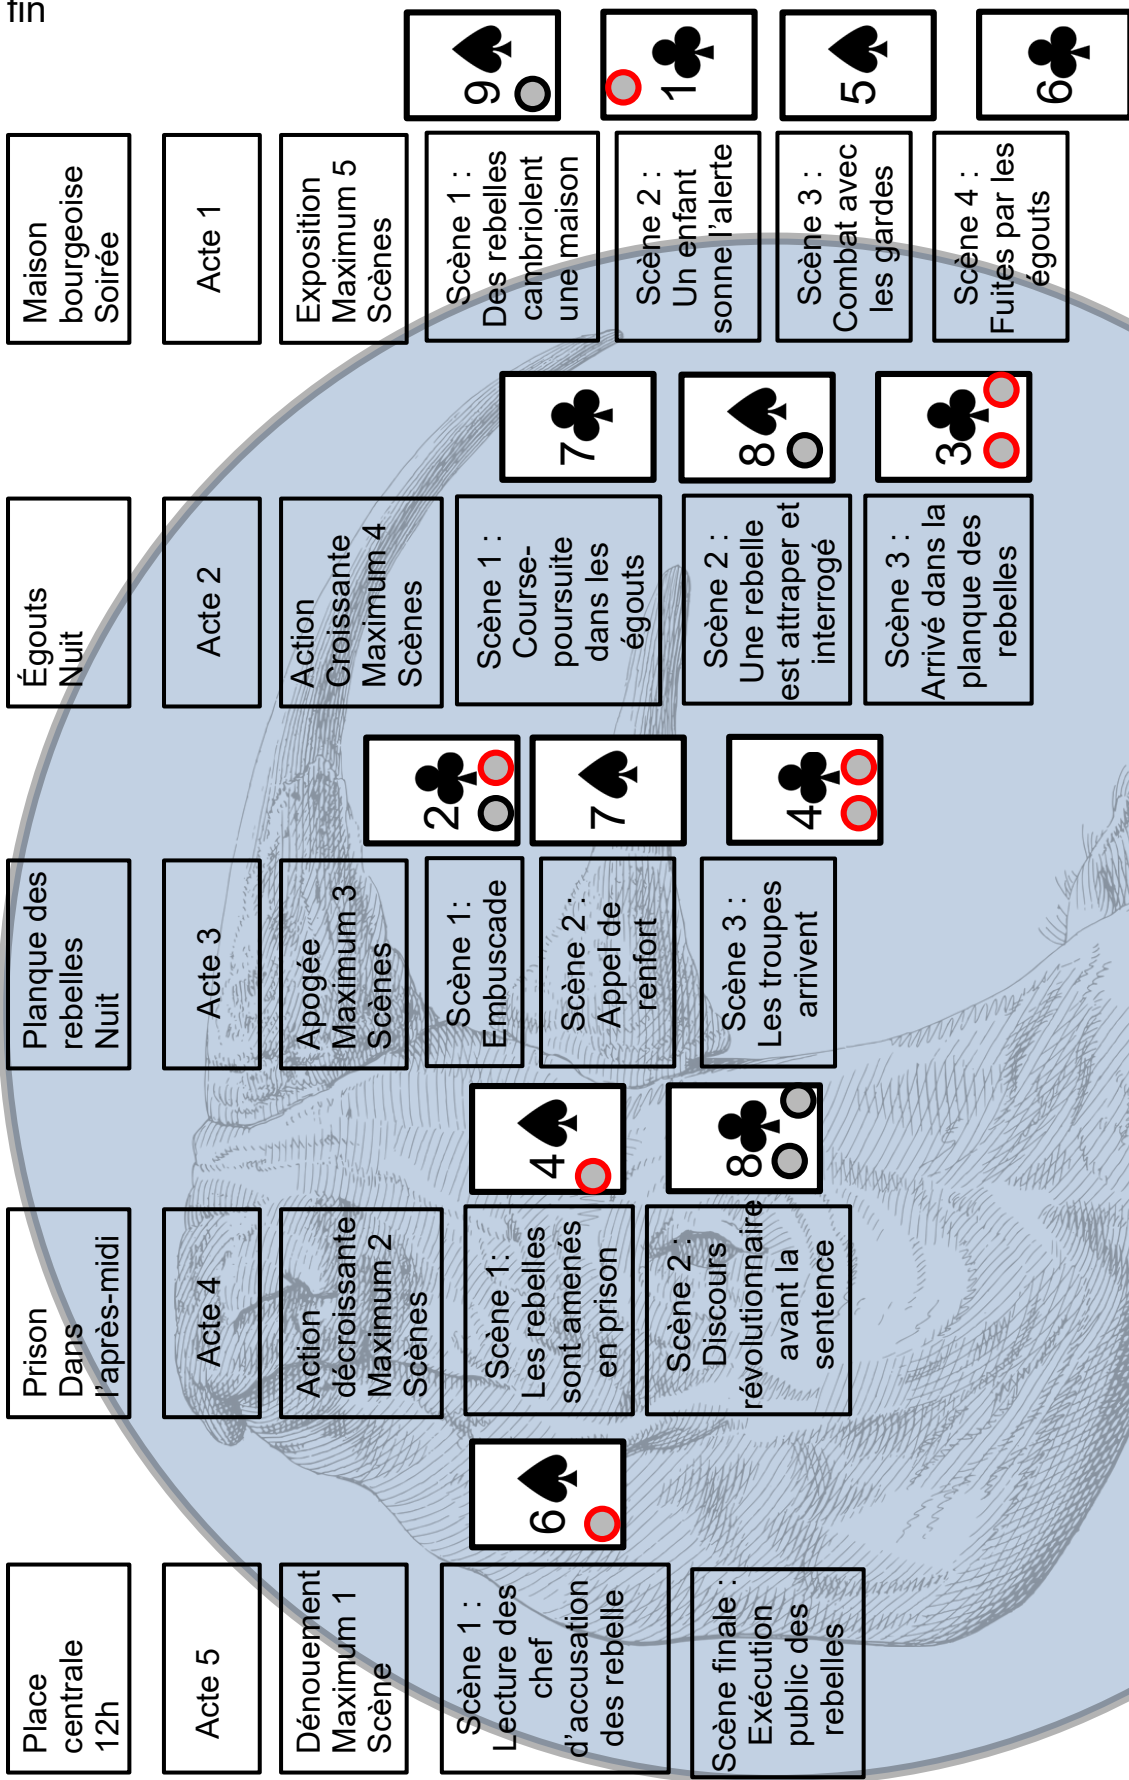 fin
Maison
bourgeoise
Soirée
Acte 1
Exposition
Maximum 5
Scènes
Scène 1 :
Des rebelles
cambriolent
une maison
9♠
Scène 2 :
Un enfant
sonne l'alerte
1♣
Scène 3 :
Combat avec
les gardes
5♠
Scène 4 :
Fuites par les
égouts
6♣
Égouts
Nuit
Acte 2
Action
Croissante
Maximum 4
Scènes
Scène 1 :
Course-
poursuite
dans les
égouts
7♣
Scène 2 :
Une rebelle
est attraper et
interrogé
8♠
Scène 3 :
Arrivé dans la
planque des
rebelles
3♣
Planque des
rebelles
Nuit
Acte 3
Apogée
Maximum 3
Scènes
Scène 1:
Embuscade
2♣
Scène 2 :
Appel de
renfort
7♠
Scène 3 :
Les troupes
arrivent
4♣
Prison
Dans
l'après-midi
Acte 4
Action
décroissante
Maximum 2
Scènes
Scène 1:
Les rebelles
sont amenés
en prison
4♠
Scène 2 :
Discours
révolutionnaire
avant la
sentence
8♣
Place
centrale
12h
Acte 5
Dénouement
Maximum 1
Scène
Scène 1 :
Lecture des
chef
d'accusation
des rebelle
6♠
Scène finale :
Exécution
public des
rebelles